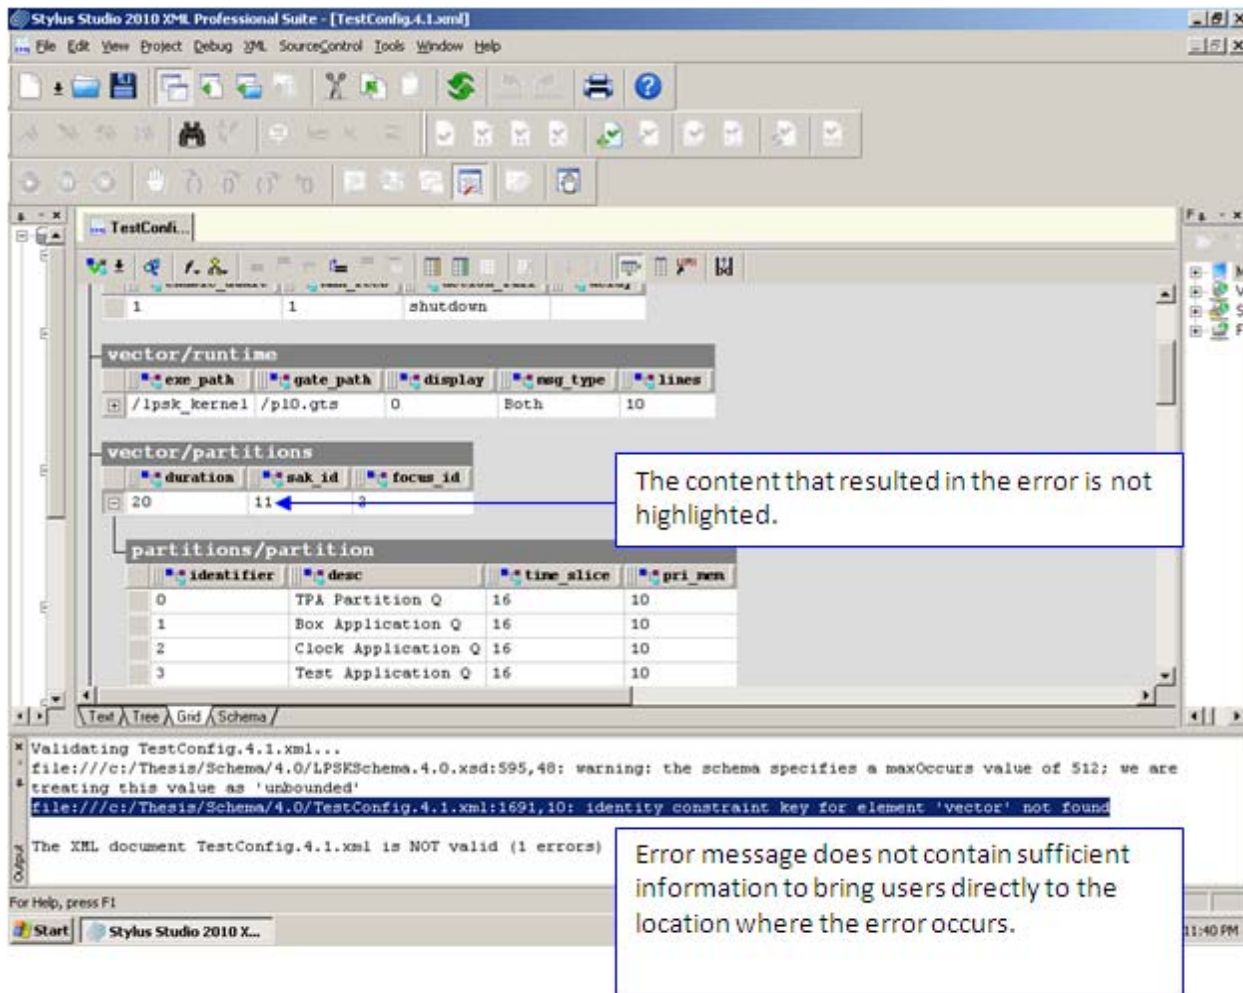 Stylus Studio 2010 XML Professional Suite - [TestConfig.4.1.xml]
File Edit View Project Debug XML SourceControl Tools Window Help
TestConfi...
1 1 shutdown
vector/runtime
exe_path gate_path display msg_type lines
/lpsk_kernel /pl0.gts 0 Both 10
vector/partitions
duration sak_id focus_id
20 11
The content that resulted in the error is not
highlighted.
partitions/partition
identifier desc time_slice pri_mem
0 TPA Partition Q 16 10
1 Box Application Q 16 10
2 Clock Application Q 16 10
3 Test Application Q 16 10
Text Tree Grid Schema
Validating TestConfig.4.1.xml...
file:///c:/Thesis/Schema/4.0/LPSKSchema.4.0.xsd:595,48: warning: the schema specifies a maxOccurs value of 512; we are
treating this value as 'unbounded'
file:///c:/Thesis/Schema/4.0/TestConfig.4.1.xml:1691,10: identity constraint key for element 'vector' not found
The XML document TestConfig.4.1.xml is NOT valid (1 errors)
Output
Error message does not contain sufficient
information to bring users directly to the
location where the error occurs.
For Help, press F1
Start Stylus Studio 2010 X... 11:40 PM